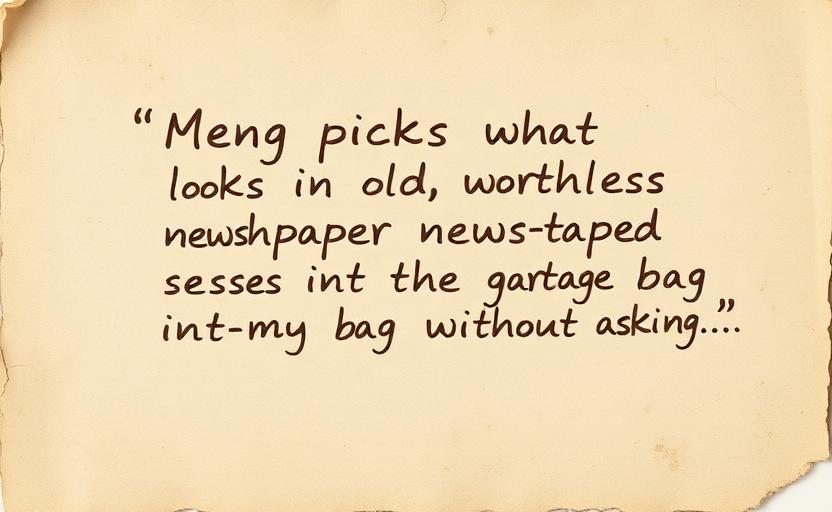 “Meng picks what
looks in old, worthless
newshpaper news-taped
sesses int the gartage bag
int-my bag without asking....”